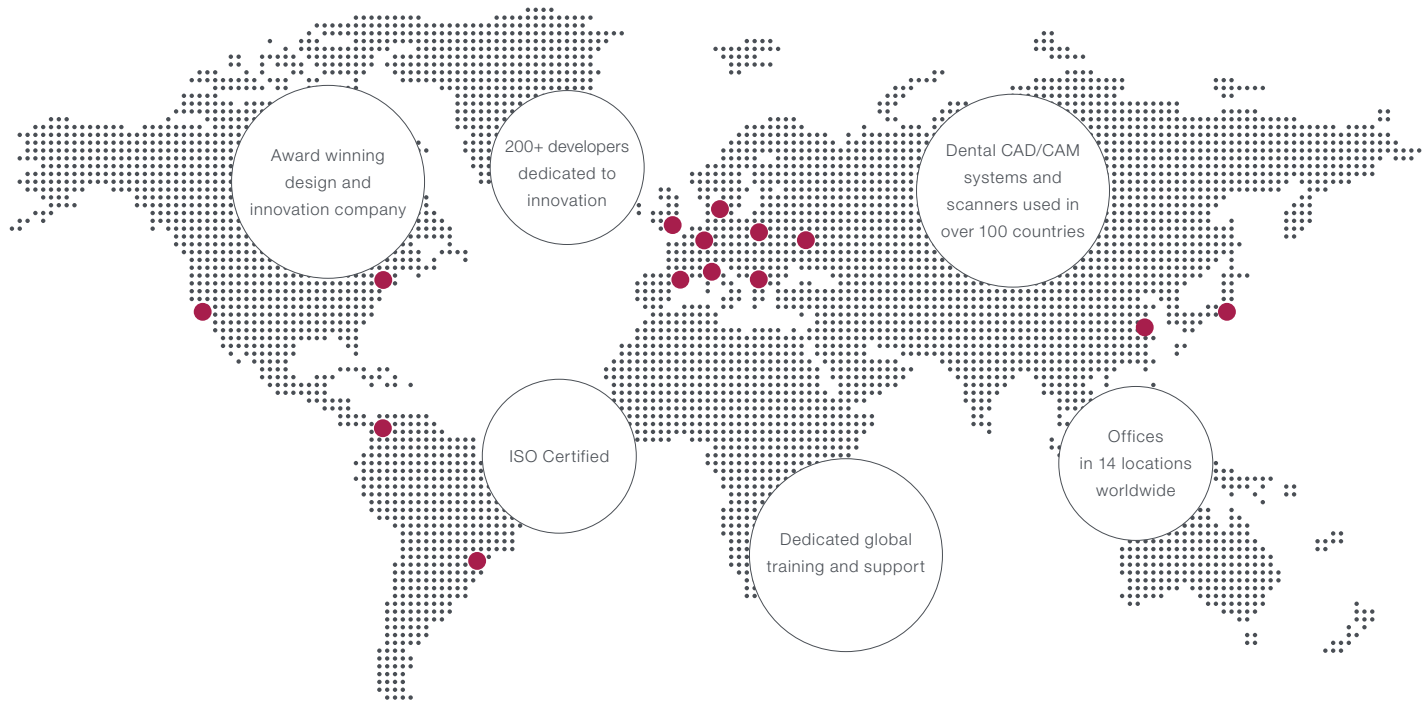 Award winning
design and
innovation company
200+ developers
dedicated to
innovation
Dental CAD/CAM
systems and
scanners used in
over 100 countries
ISO Certified
Dedicated global
training and support
Offices
in 14 locations
worldwide